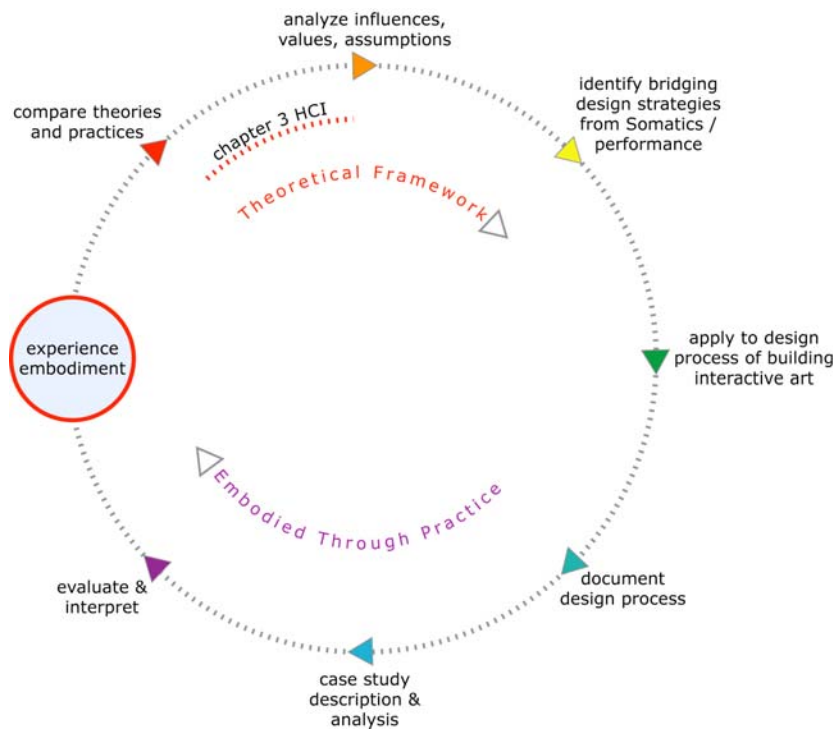 analyze influences,
values, assumptions
compare theories
and practices
identify bridging
design strategies
from Somatics /
performance
chapter 3 HCI
Theoretical Framework
experience
embodiment
apply to design
process of building
interactive art
Embodied Through Practice
evaluate &
interpret
document
design process
case study
description &
analysis